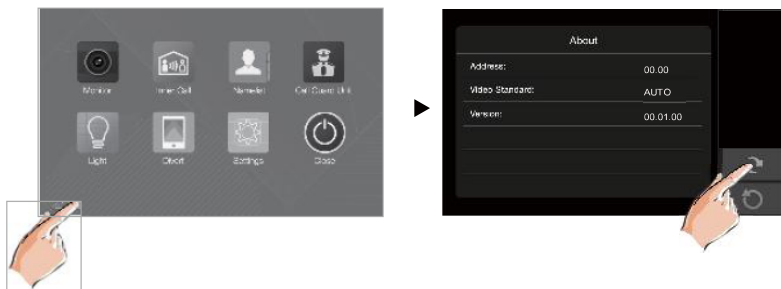 Monitor
Inner Call
Namelist
Call Guard Unit
Light
Divert
Settings
Close
About
Address: 00.00
Video Standard: AUTO
Version: 00.01.00